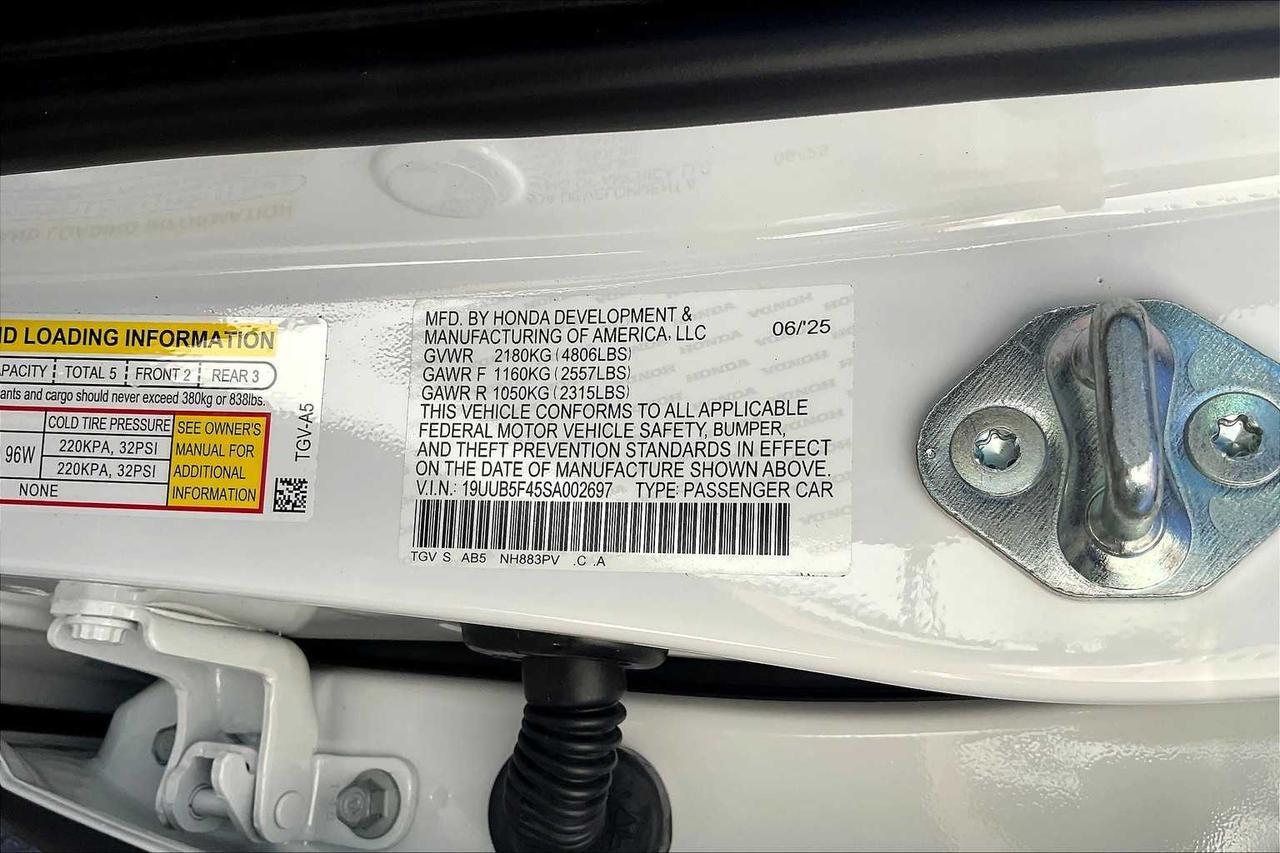 ND LOADING INFORMATION
APACITY TOTAL 5 FRONT 2 REAR 3
ants and cargo should never exceed 380kg or 838lbs.
COLD TIRE PRESSURE
96W 220KPA, 32PSI
220KPA, 32PSI
NONE
SEE OWNER'S
MANUAL FOR
ADDITIONAL
INFORMATION
TGV-A5
MFD. BY HONDA DEVELOPMENT &
MANUFACTURING OF AMERICA, LLC 06/'25
GVWR 2180KG (4806LBS)
GAWR F 1160KG (2557LBS)
GAWR R 1050KG (2315LBS)
THIS VEHICLE CONFORMS TO ALL APPLICABLE
FEDERAL MOTOR VEHICLE SAFETY, BUMPER,
AND THEFT PREVENTION STANDARDS IN EFFECT
ON THE DATE OF MANUFACTURE SHOWN ABOVE.
V.I.N.: 19UUB5F45SA002697 TYPE: PASSENGER CAR
TGV S AB5 NH883PV .C .A